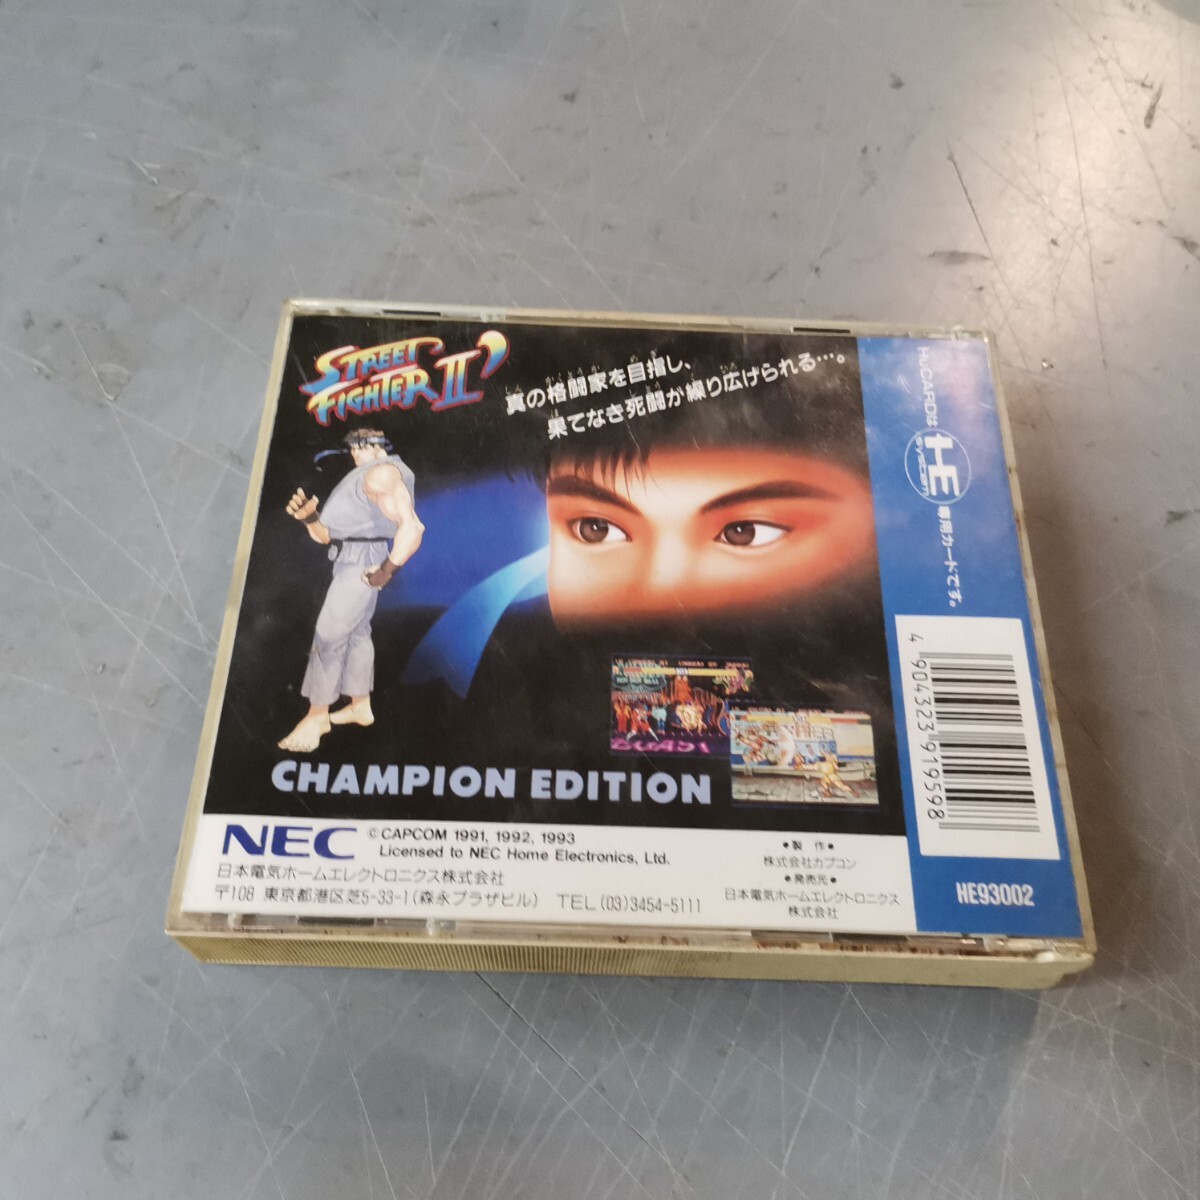 STREET
FIGHTER II'
真の格闘家を目指し、
果てなき死闘が繰り広げられる…。
CHAMPION EDITION
NEC
©CAPCOM 1991, 1992, 1993
Licensed to NEC Home Electronics, Ltd.
日本電気ホームエレクトロニクス株式会社
〒108 東京都港区芝5-33-1(森永プラザビル) TEL(03)3454-5111
●製作●
株式会社カプコン
●発売元●
日本電気ホームエレクトロニクス
株式会社
Hu-CARDは HE system 専用カードです。
4 904323 919598
HE93002